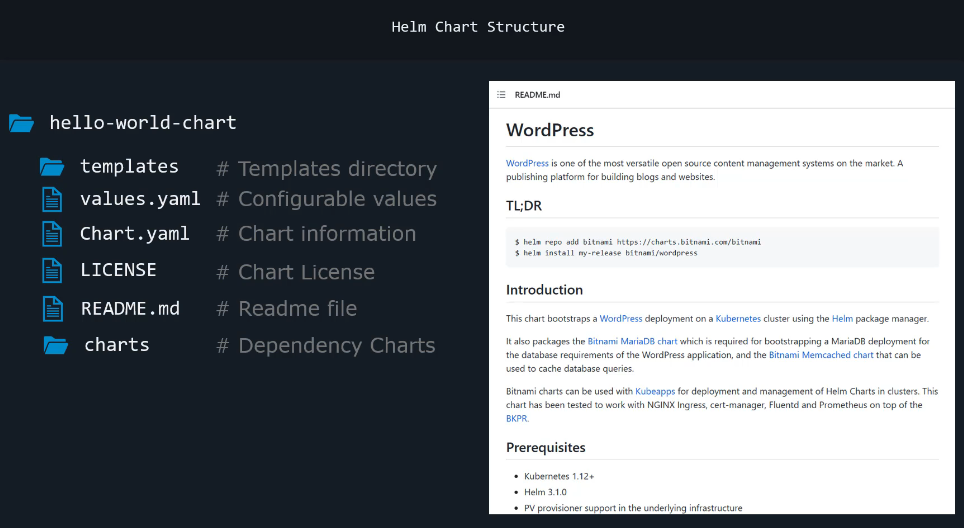 Helm Chart Structure
hello-world-chart
templates # Templates directory
values.yaml # Configurable values
Chart.yaml # Chart information
LICENSE # Chart License
README.md # Readme file
charts # Dependency Charts
README.md
WordPress
WordPress is one of the most versatile open source content management systems on the market. A
publishing platform for building blogs and websites.
TL;DR
$ helm repo add bitnami https://charts.bitnami.com/bitnami
$ helm install my-release bitnami/wordpress
Introduction
This chart bootstraps a WordPress deployment on a Kubernetes cluster using the Helm package manager.
It also packages the Bitnami MariaDB chart which is required for bootstrapping a MariaDB deployment for
the database requirements of the WordPress application, and the Bitnami Memcached chart that can be
used to cache database queries.
Bitnami charts can be used with Kubeapps for deployment and management of Helm Charts in clusters. This
chart has been tested to work with NGINX Ingress, cert-manager, Fluentd and Prometheus on top of the
BKPR.
Prerequisites
• Kubernetes 1.12+
• Helm 3.1.0
• PV provisioner support in the underlying infrastructure